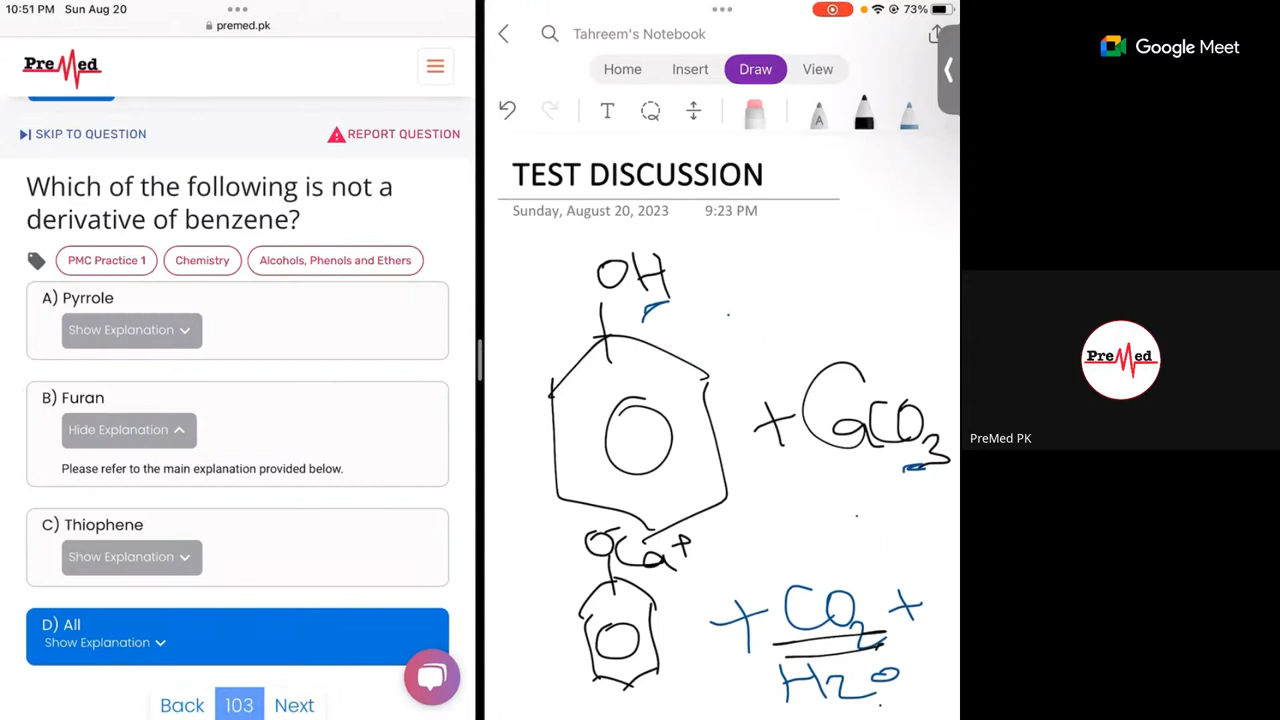 10:51 PM Sun Aug 20
premed.pk
PreMed
SKIP TO QUESTION
REPORT QUESTION
Which of the following is not a
derivative of benzene?
PMC Practice 1
Chemistry
Alcohols, Phenols and Ethers
A) Pyrrole
Show Explanation
B) Furan
Hide Explanation
Please refer to the main explanation provided below.
C) Thiophene
Show Explanation
D) All
Show Explanation
Back 103 Next
73%
Tahreem's Notebook
Home Insert Draw View
T
A
TEST DISCUSSION
Sunday, August 20, 2023 9:23 PM
OH
+ CaCO3
OCa+
+ CO2 +
H2O
Google Meet
PreMed
PreMed PK